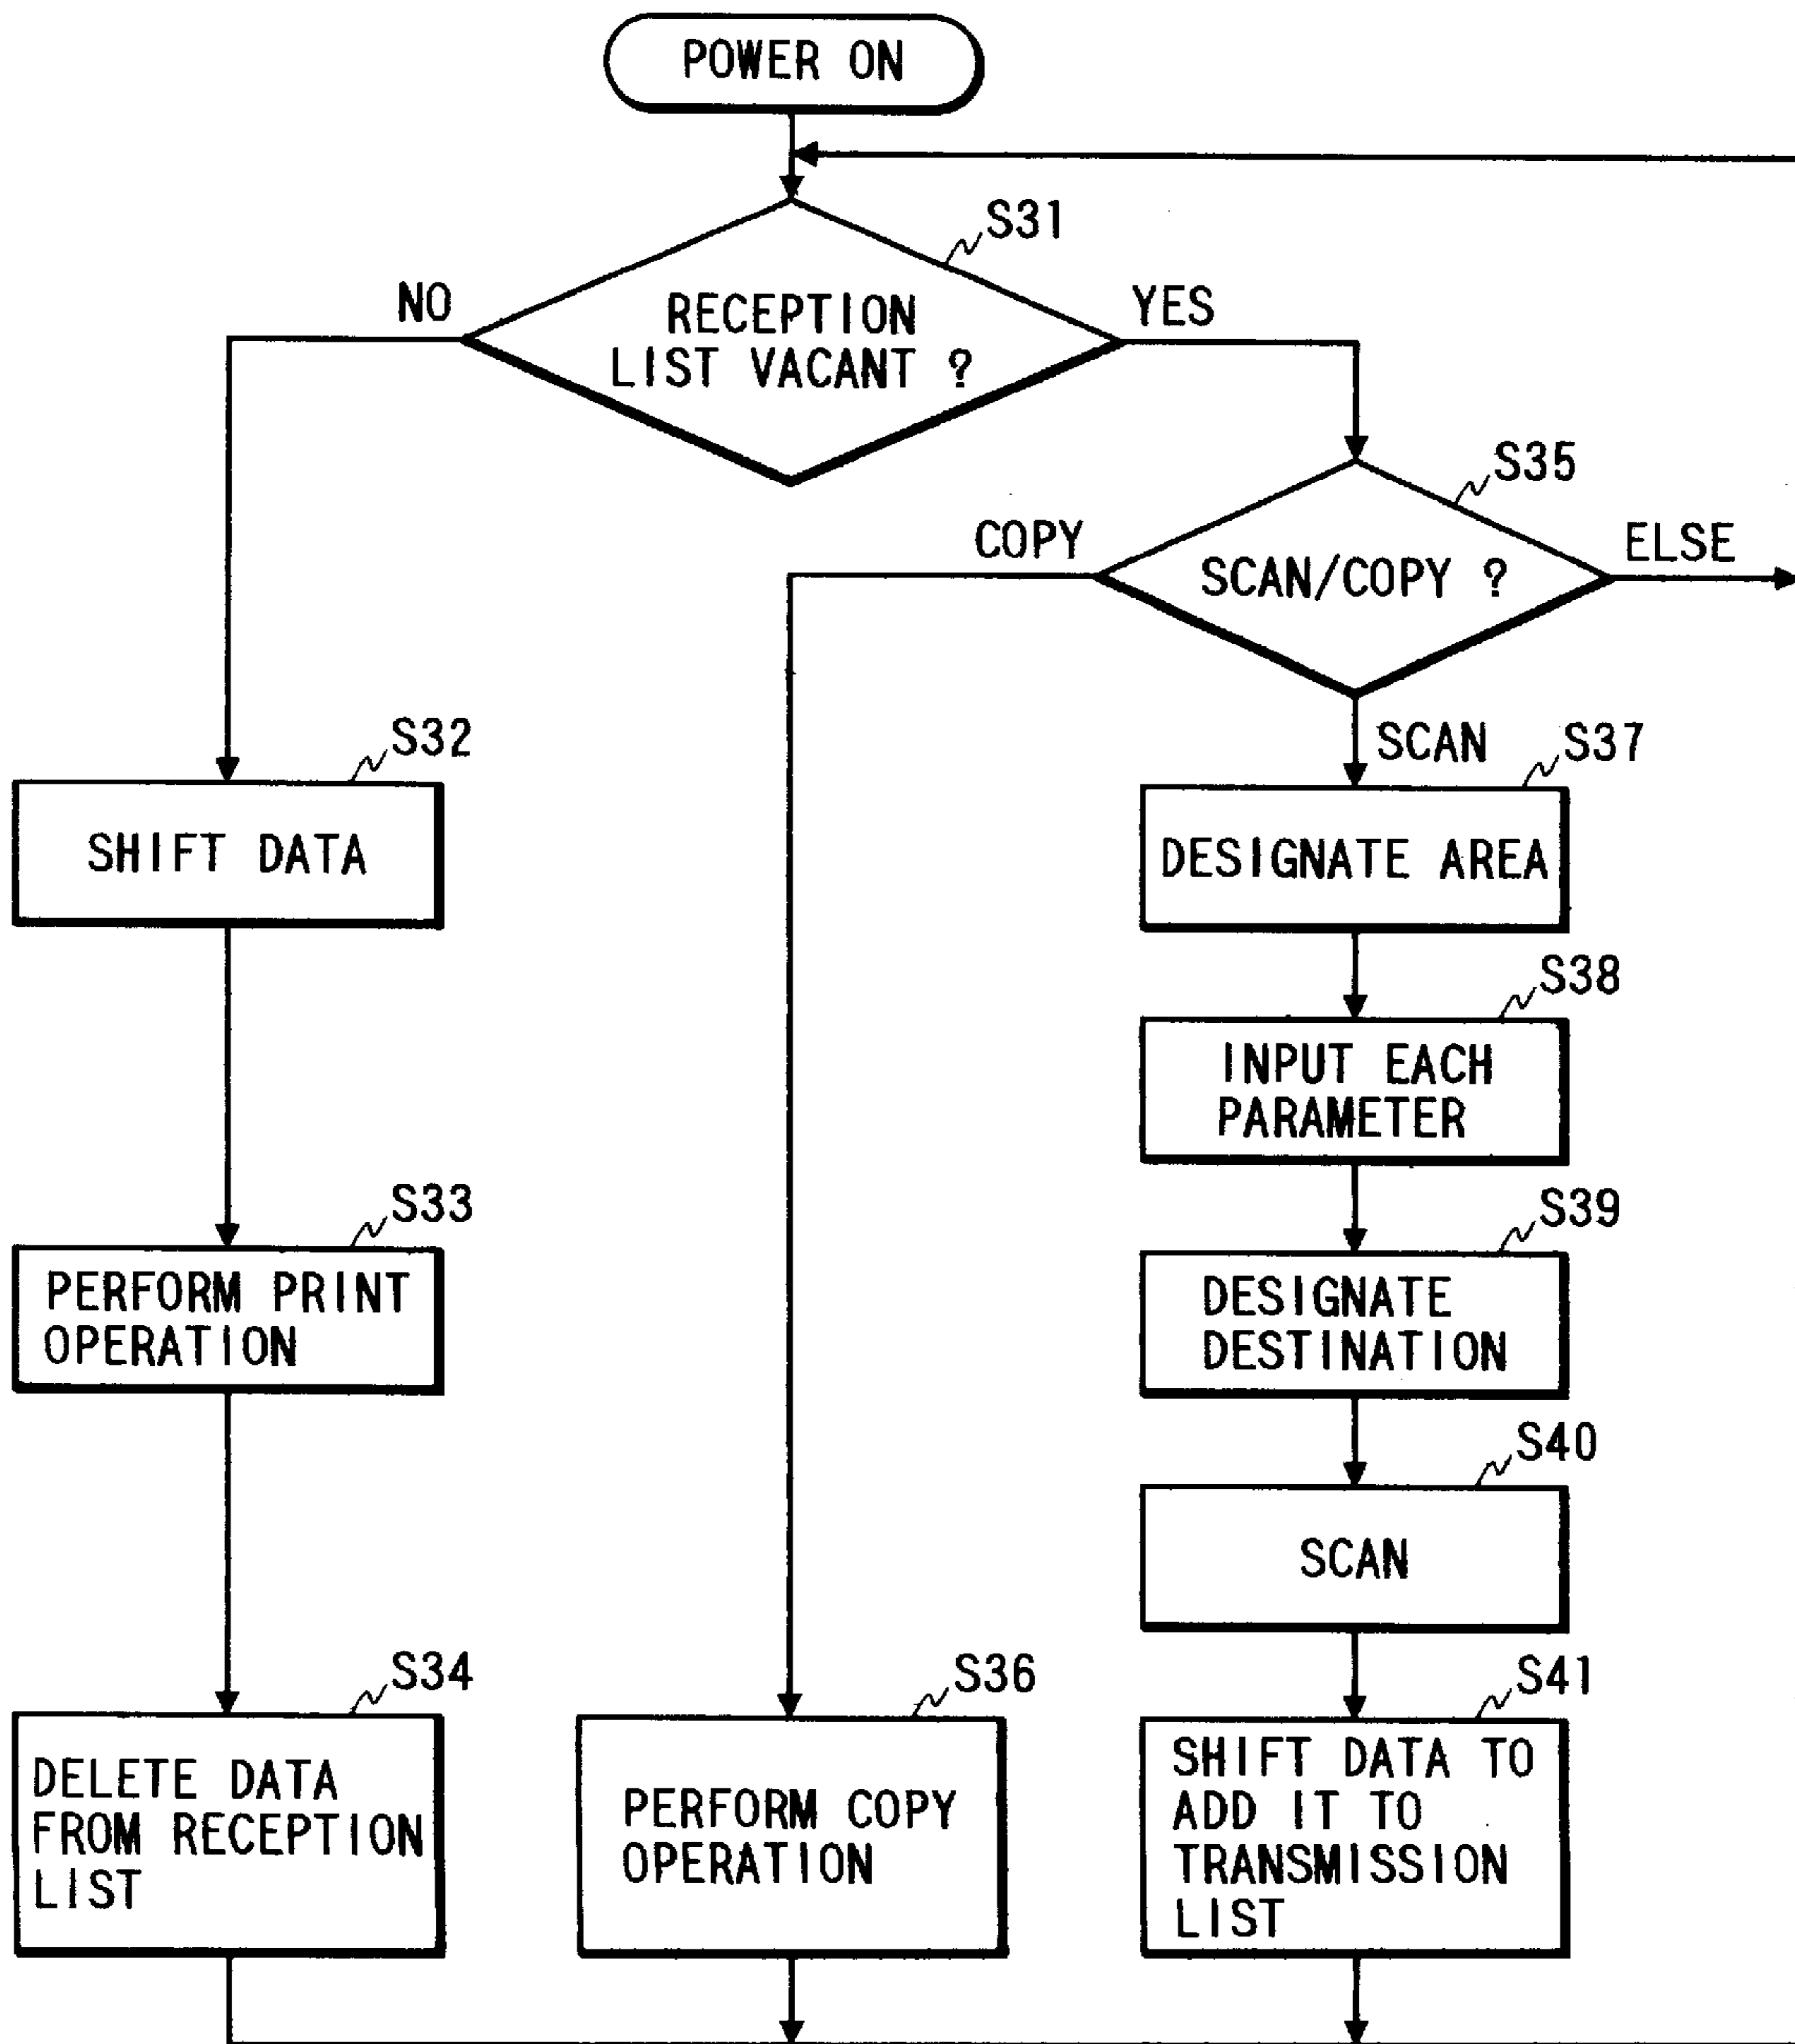 POWER ON
S31
NO
RECEPTION
LIST VACANT ?
YES
S35
COPY
SCAN/COPY ?
ELSE
SCAN
S32
SHIFT DATA
S37
DESIGNATE AREA
S38
INPUT EACH
PARAMETER
S33
PERFORM PRINT
OPERATION
S39
DESIGNATE
DESTINATION
S40
SCAN
S34
DELETE DATA
FROM RECEPTION
LIST
S36
PERFORM COPY
OPERATION
S41
SHIFT DATA TO
ADD IT TO
TRANSMISSION
LIST